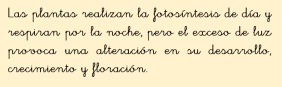 Las plantas realizan la fotosíntesis de día y
respiran por la noche, pero el exceso de luz
provoca una alteración en su desarrollo,
crecimiento y floración.